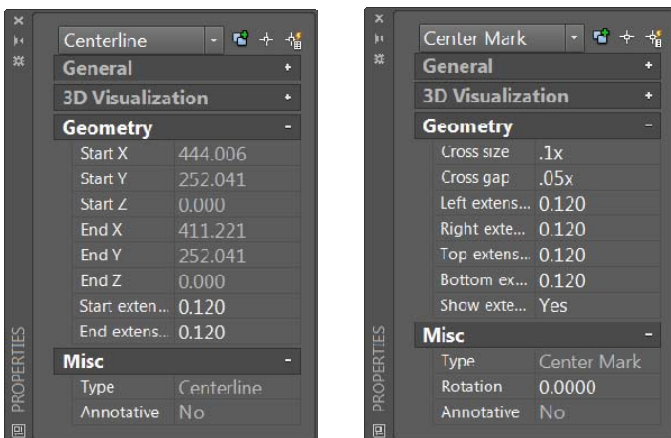 Centerline
General
3D Visualization
Geometry
Start X 444.006
Start Y 252.041
Start Z 0.000
End X 411.221
End Y 252.041
End Z 0.000
Start exten... 0.120
End extens... 0.120
Misc
Type Centerline
Annotative No
PROPERTIES
Center Mark
General
3D Visualization
Geometry
Cross size .1x
Cross gap .05x
Left extens... 0.120
Right exte... 0.120
Top extens... 0.120
Bottom ex... 0.120
Show exte... Yes
Misc
Type Center Mark
Rotation 0.0000
Annotative No
PROPERTIES